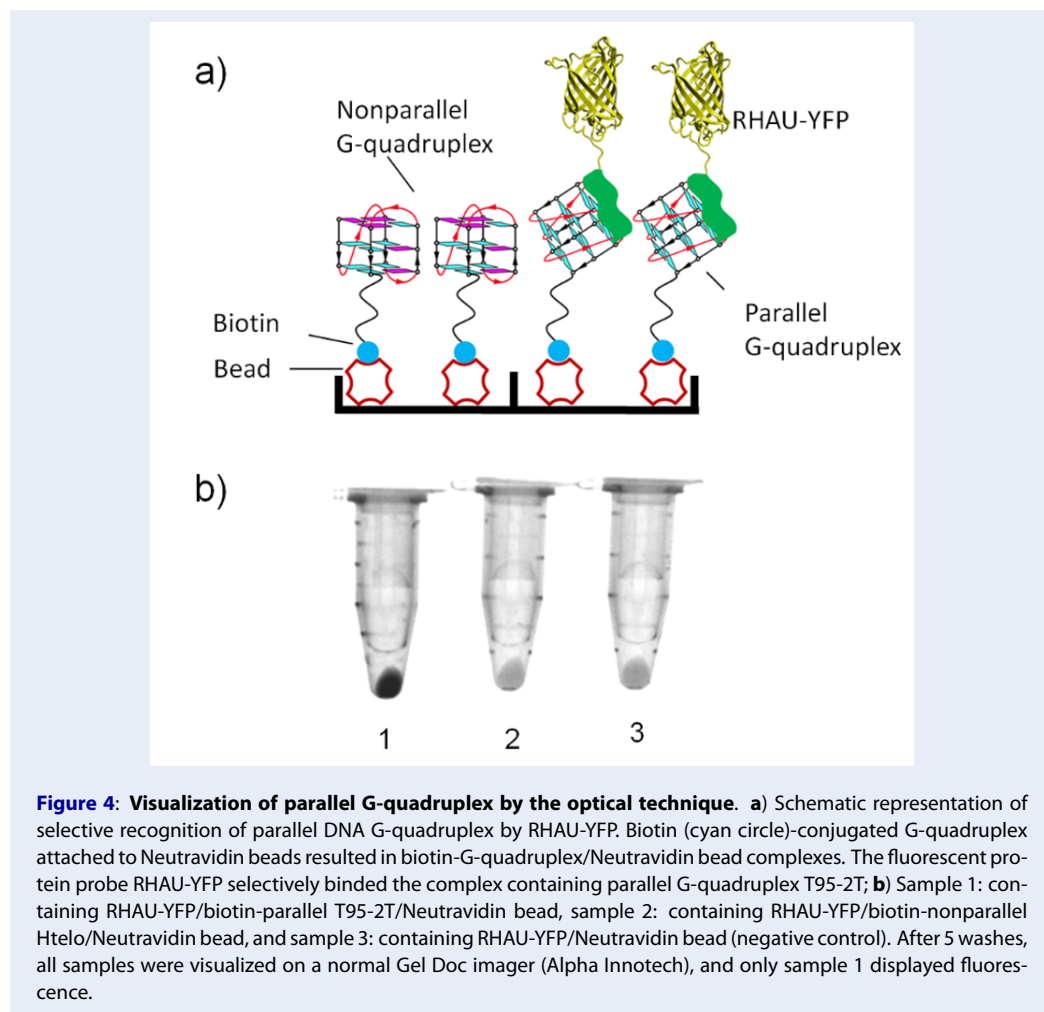 a)
Nonparallel
G-quadruplex
RHAU-YFP
Biotin
Bead
Parallel
G-quadruplex
b)
1
2
3
Figure 4: Visualization of parallel G-quadruplex by the optical technique. a) Schematic representation of
selective recognition of parallel DNA G-quadruplex by RHAU-YFP. Biotin (cyan circle)-conjugated G-quadruplex
attached to Neutravidin beads resulted in biotin-G-quadruplex/Neutravidin bead complexes. The fluorescent pro-
tein probe RHAU-YFP selectively binded the complex containing parallel G-quadruplex T95-2T; b) Sample 1: con-
taining RHAU-YFP/biotin-parallel T95-2T/Neutravidin bead, sample 2: containing RHAU-YFP/biotin-nonparallel
Htelo/Neutravidin bead, and sample 3: containing RHAU-YFP/Neutravidin bead (negative control). After 5 washes,
all samples were visualized on a normal Gel Doc imager (Alpha Innotech), and only sample 1 displayed fluores-
cence.